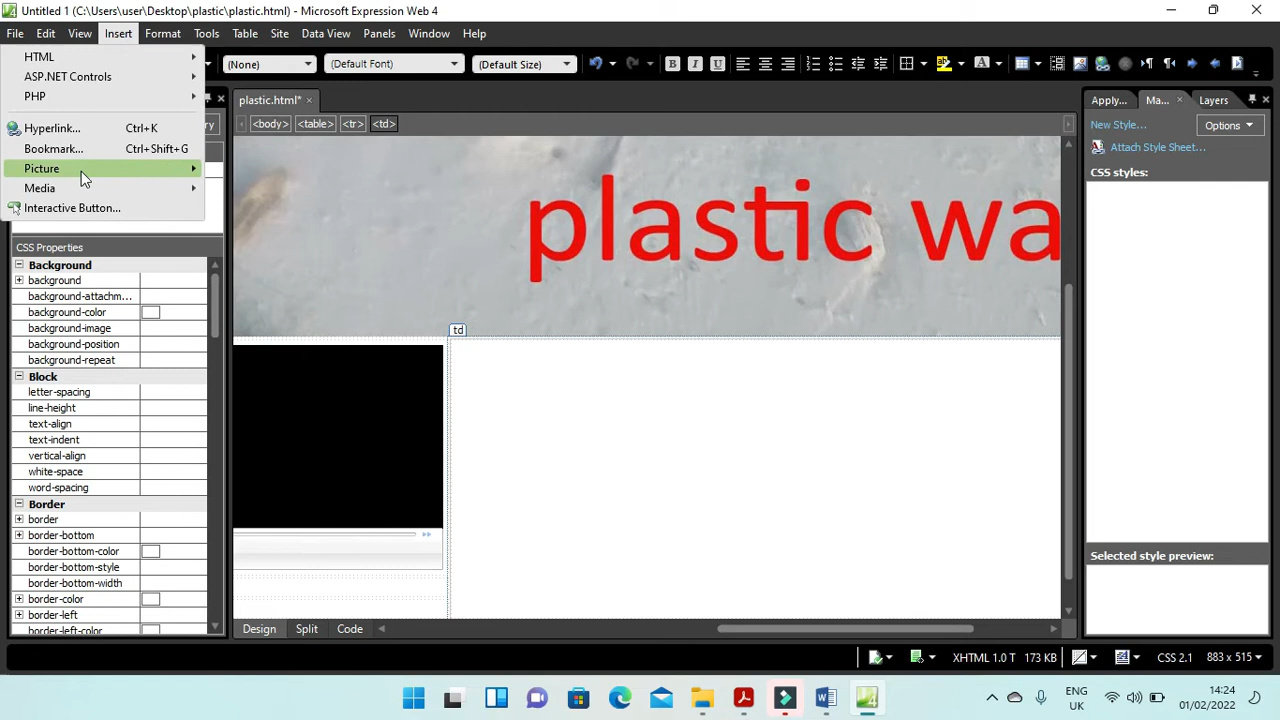 Untitled 1 (C:\Users\user\Desktop\plastic\plastic.html) - Microsoft Expression Web 4
File Edit View Insert Format Tools Table Site Data View Panels Window Help
HTML
ASP.NET Controls
PHP
Hyperlink... Ctrl+K
Bookmark... Ctrl+Shift+G
Picture
Media
Interactive Button...
(None) (Default Font) (Default Size) B I U A
plastic.html*
<body> <table> <tr> <td>
plastic wa
td
CSS Properties
Background
background
background-attachm...
background-color
background-image
background-position
background-repeat
Block
letter-spacing
line-height
text-align
text-indent
vertical-align
white-space
word-spacing
Border
border
border-bottom
border-bottom-color
border-bottom-style
border-bottom-width
border-color
border-left
border-left-color
Design Split Code
Apply... Ma... Layers
New Style... Options
Attach Style Sheet...
CSS styles:
Selected style preview:
XHTML 1.0 T 173 KB CSS 2.1 883 x 515
ENG
UK
14:24
01/02/2022